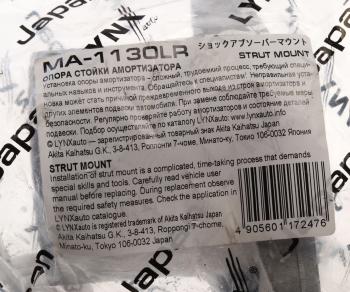 LYNX
Japan
MA-1130LR
ショックアブソーバーマウント
STRUT MOUNT
ОПОРА СТОЙКИ АМОРТИЗАТОРА
Установка опоры амортизатора – сложный, трудоемкий процесс, требующий специ-
альных навыков и инструмента. Обращайтесь к специалистам! Неправильная уста-
новка может стать причиной преждевременного выхода из строя амортизатора и
других элементов подвески автомобиля. При замене соблюдайте требуемые меры
безопасности. Регулярно проверяйте работу амортизаторов и состояние деталей
подвески. Подбор осуществляйте по каталогу LYNXauto или на www.lynxauto.info
© LYNXauto — зарегистрированный товарный знак Akita Kaihatsu Japan
Akita Kaihatsu G.K., 3-8-413, Роппонги 7-чоме, Минато-ку, Токио 106-0032 Япония
STRUT MOUNT
Installation of strut mount is a complicated, time-taking process that demands
special skills and tools. Carefully read vehicle user
manual before replacing. During replacement observe
the required safety measures. Check the application in
LYNXauto catalogue.
© LYNXauto is registered trademark of Akita Kaihatsu Japan
Akita Kaihatsu G.K., 3-8-413, Roppongi 7-chome,
Minato-ku, Tokyo 106-0032 Japan
4 905601 172476